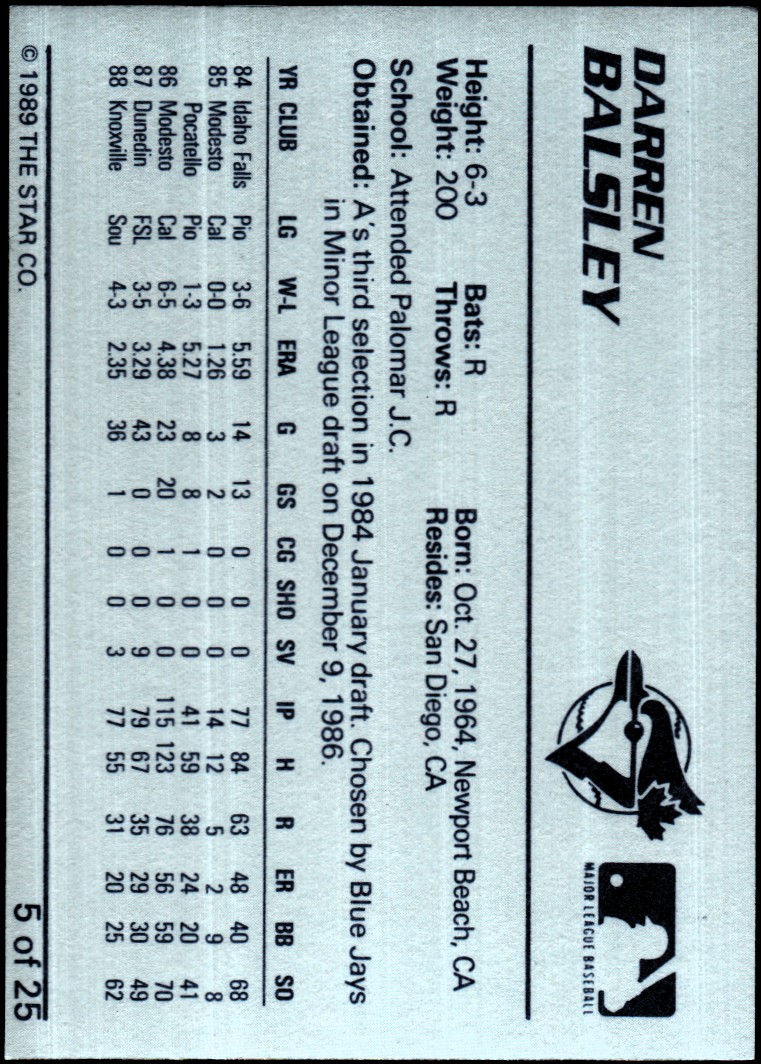 DARREN
BALSLEY
MAJOR LEAGUE BASEBALL
Height: 6-3 Bats: R Born: Oct. 27, 1964, Newport Beach, CA
Weight: 200 Throws: R Resides: San Diego, CA
School: Attended Palomar J.C.
Obtained: A's third selection in 1984 January draft. Chosen by Blue Jays
in Minor League draft on December 9, 1986.
YR CLUB LG W-L ERA G GS CG SHO SV IP H R ER BB SO
84 Idaho Falls Pio 3-6 5.59 14 13 0 0 0 77 84 63 48 40 68
85 Modesto Cal 0-0 1.26 3 2 0 0 0 14 12 5 2 9 8
Pocatello Pio 1-3 5.27 8 8 1 0 0 41 59 38 24 20 41
86 Modesto Cal 6-5 4.38 23 20 1 0 0 115 123 76 56 59 70
87 Dunedin FSL 3-5 3.29 43 0 0 0 9 79 67 35 29 30 49
88 Knoxville Sou 4-3 2.35 36 1 0 0 3 77 55 31 20 25 62
© 1989 THE STAR CO. 5 of 25